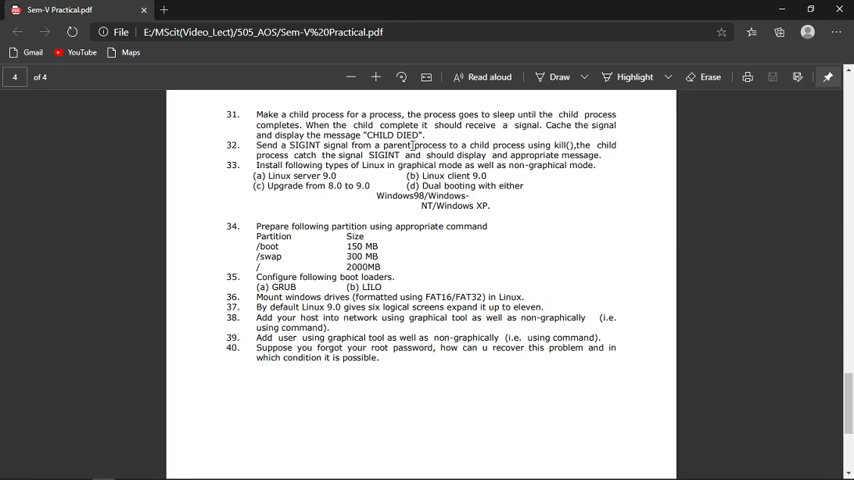 Sem-V Practical.pdf
File E:/MScit(Video_Lect)/505_AOS/Sem-V%20Practical.pdf
Gmail YouTube Maps
4 of 4 Read aloud Draw Highlight Erase
31. Make a child process for a process, the process goes to sleep until the child process
completes. When the child complete it should receive a signal. Cache the signal
and display the message "CHILD DIED".
32. Send a SIGINT signal from a parent process to a child process using kill(),the child
process catch the signal SIGINT and should display and appropriate message.
33. Install following types of Linux in graphical mode as well as non-graphical mode.
(a) Linux server 9.0 (b) Linux client 9.0
(c) Upgrade from 8.0 to 9.0 (d) Dual booting with either
Windows98/Windows-
NT/Windows XP.
34. Prepare following partition using appropriate command
Partition Size
/boot 150 MB
/swap 300 MB
/ 2000MB
35. Configure following boot loaders.
(a) GRUB (b) LILO
36. Mount windows drives (formatted using FAT16/FAT32) in Linux.
37. By default Linux 9.0 gives six logical screens expand it up to eleven.
38. Add your host into network using graphical tool as well as non-graphically (i.e.
using command).
39. Add user using graphical tool as well as non-graphically (i.e. using command).
40. Suppose you forgot your root password, how can u recover this problem and in
which condition it is possible.